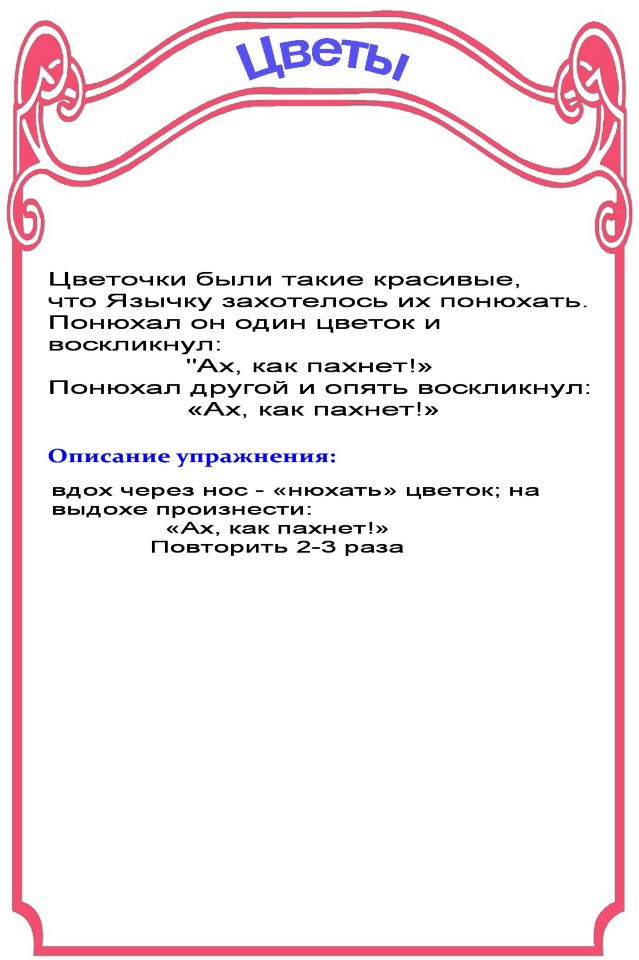 Цветы
Цветочки были такие красивые,
что Язычку захотелось их понюхать.
Понюхал он один цветок и
воскликнул:
"Ах, как пахнет!»
Понюхал другой и опять воскликнул:
«Ах, как пахнет!»
Описание упражнения:
вдох через нос - «нюхать» цветок; на
выдохе произнести:
«Ах, как пахнет!»
Повторить 2-3 раза